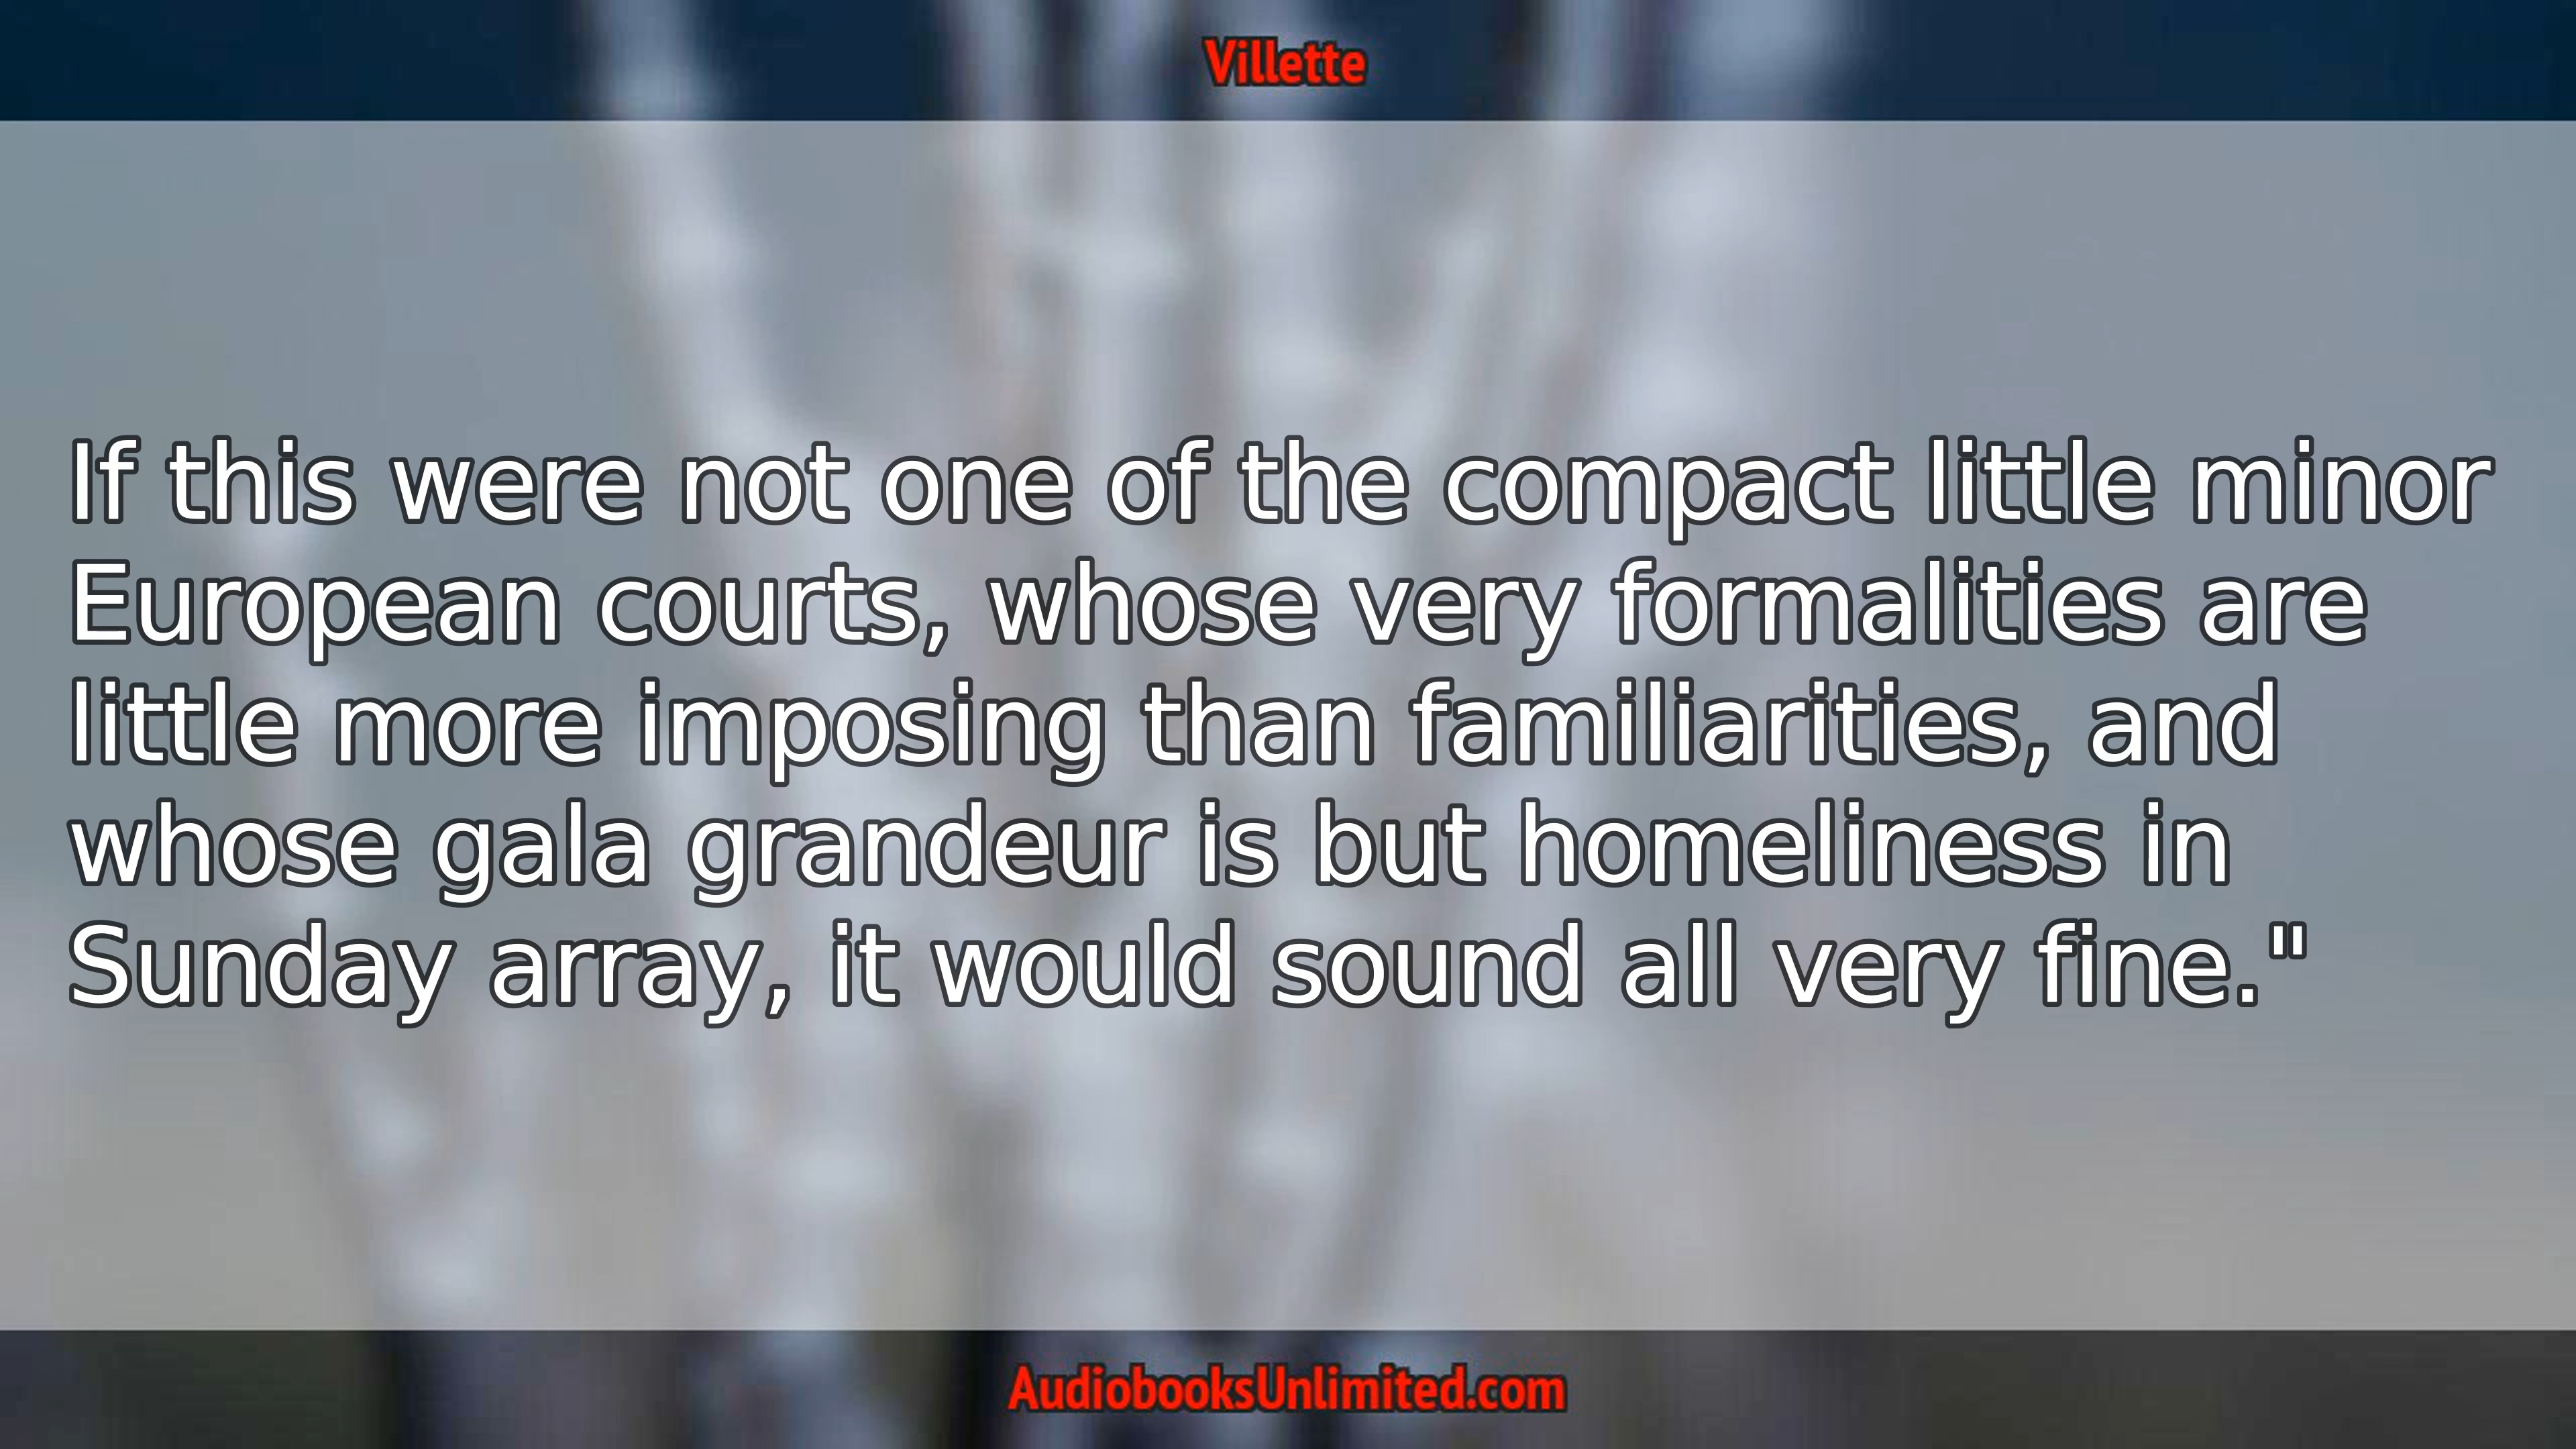 Villette
If this were not one of the compact little minor
European courts, whose very formalities are
little more imposing than familiarities, and
whose gala grandeur is but homeliness in
Sunday array, it would sound all very fine."
AudiobooksUnlimited.com